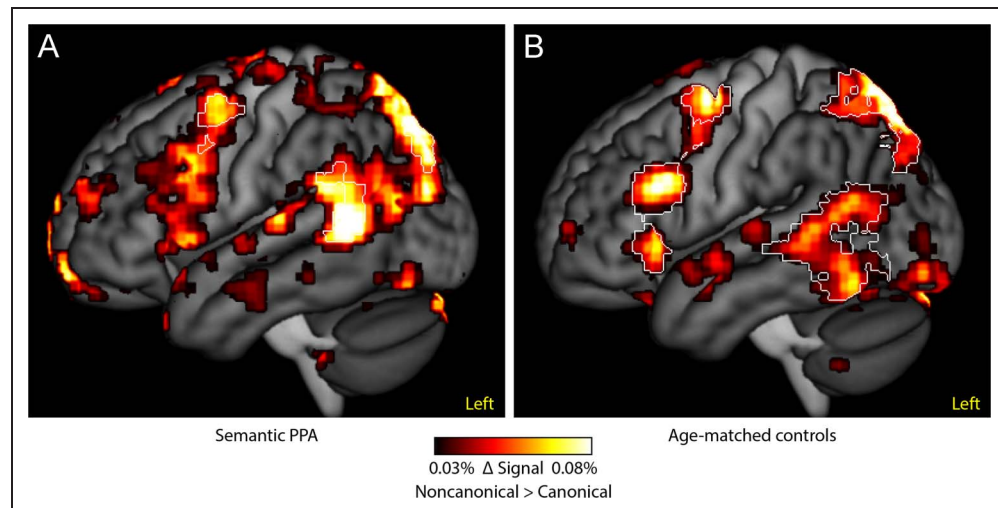 A
B
Left
Left
Semantic PPA
Age-matched controls
0.03% Δ Signal 0.08%
Noncanonical > Canonical